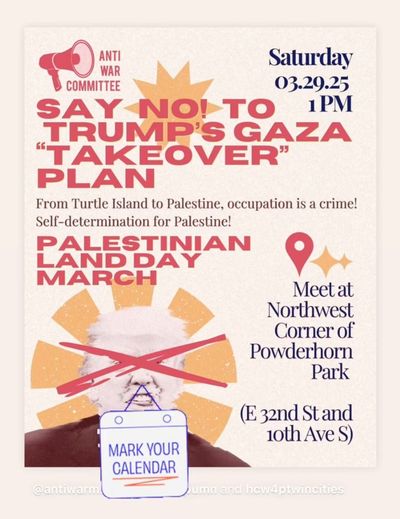 ANTI
WAR
COMMITTEE
Saturday
03.29.25
1 PM
SAY NO! TO
TRUMP'S GAZA
“TAKEOVER”
PLAN
From Turtle Island to Palestine, occupation is a crime!
Self-determination for Palestine!
PALESTINIAN
LAND DAY
MARCH
Meet at
Northwest
Corner of
Powderhorn
Park
(E 32nd St and
10th Ave S)
MARK YOUR
CALENDAR
and hcw4ptwincities